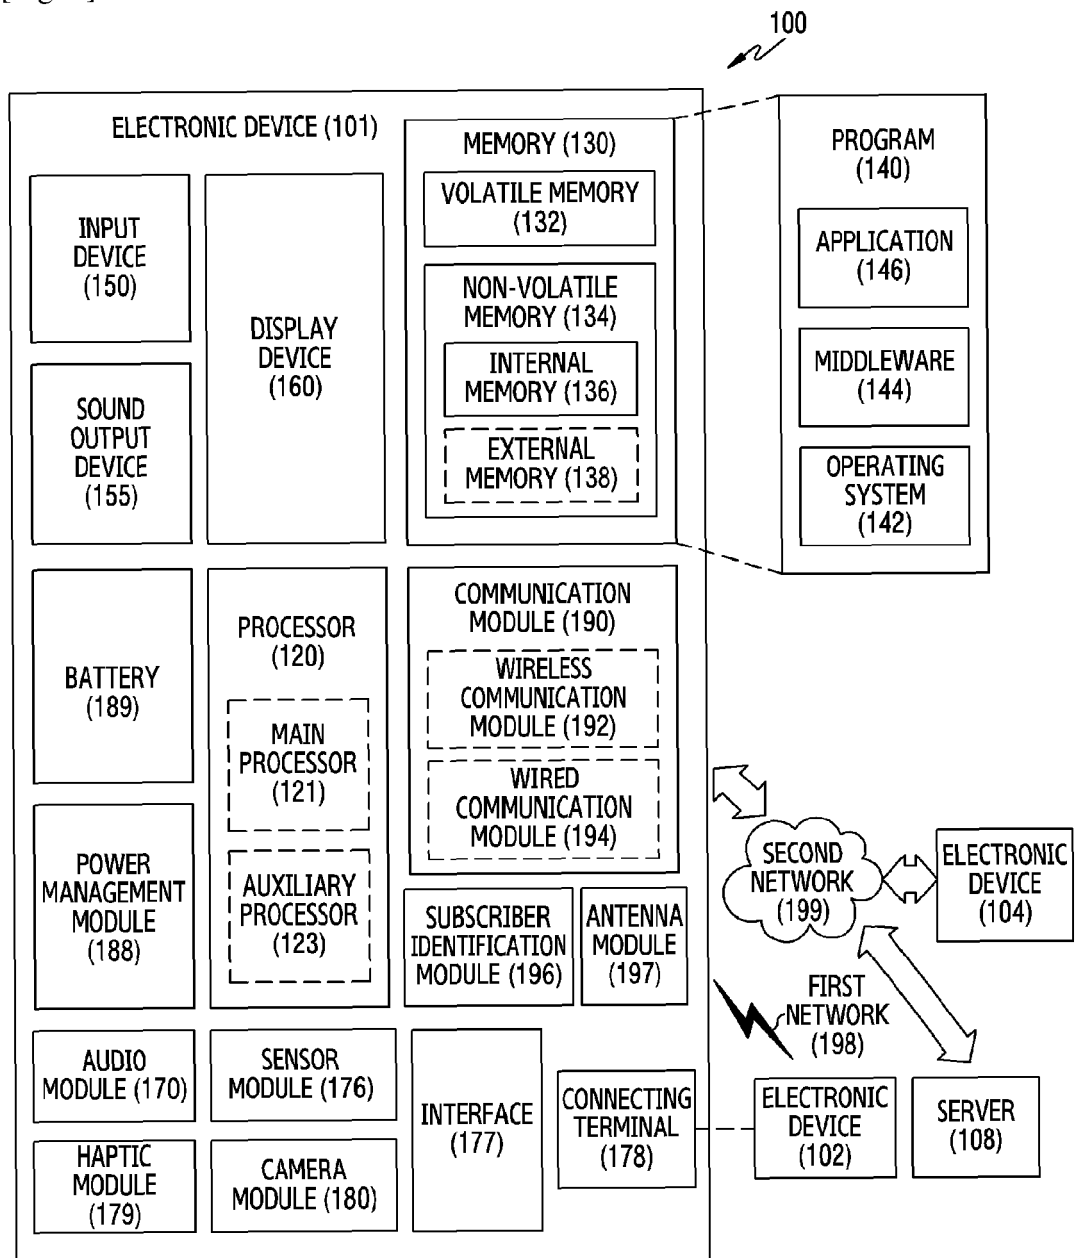 100
ELECTRONIC DEVICE (101)
INPUT
DEVICE
(150)
SOUND
OUTPUT
DEVICE
(155)
DISPLAY
DEVICE
(160)
MEMORY (130)
VOLATILE MEMORY
(132)
NON-VOLATILE
MEMORY (134)
INTERNAL
MEMORY (136)
EXTERNAL
MEMORY (138)
PROGRAM
(140)
APPLICATION
(146)
MIDDLEWARE
(144)
OPERATING
SYSTEM
(142)
BATTERY
(189)
POWER
MANAGEMENT
MODULE
(188)
PROCESSOR
(120)
MAIN
PROCESSOR
(121)
AUXILIARY
PROCESSOR
(123)
COMMUNICATION
MODULE (190)
WIRELESS
COMMUNICATION
MODULE (192)
WIRED
COMMUNICATION
MODULE (194)
SUBSCRIBER
IDENTIFICATION
MODULE (196)
ANTENNA
MODULE
(197)
SECOND
NETWORK
(199)
ELECTRONIC
DEVICE
(104)
FIRST
NETWORK
(198)
AUDIO
MODULE (170)
SENSOR
MODULE (176)
HAPTIC
MODULE
(179)
CAMERA
MODULE (180)
INTERFACE
(177)
CONNECTING
TERMINAL
(178)
ELECTRONIC
DEVICE
(102)
SERVER
(108)